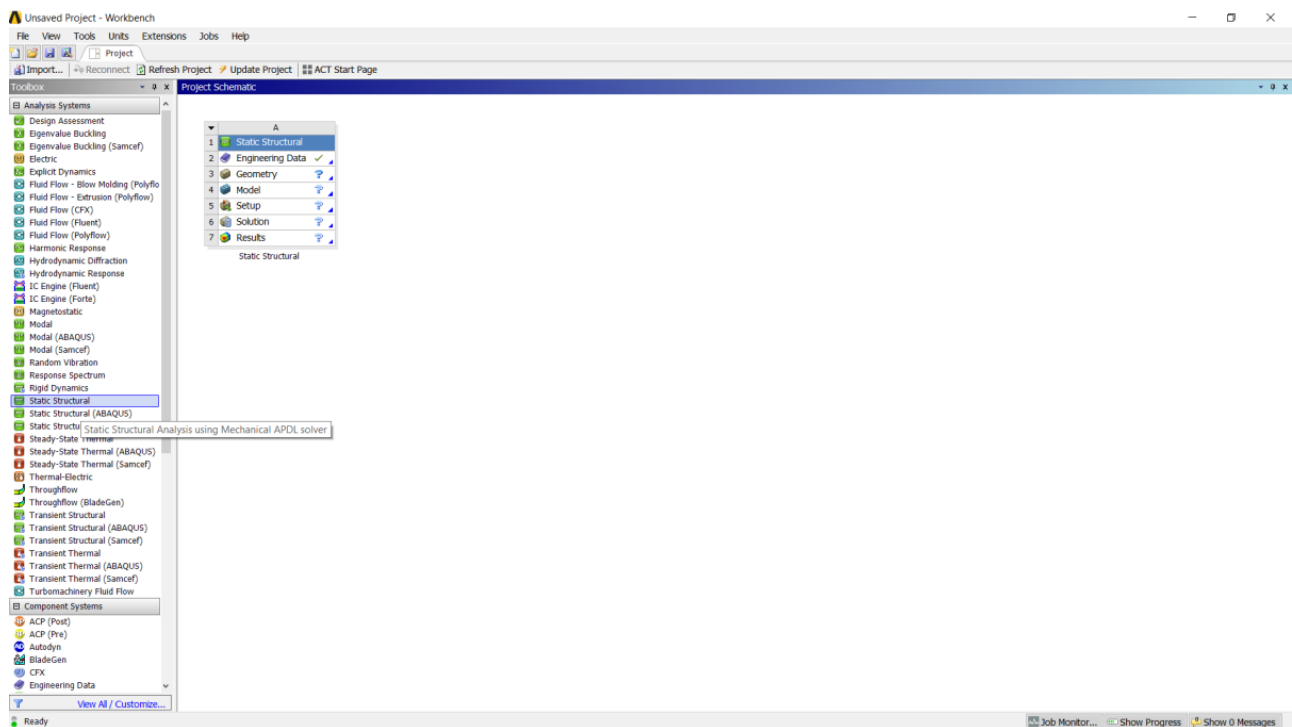 Unsaved Project - Workbench
File View Tools Units Extensions Jobs Help
Project
Import... Reconnect Refresh Project Update Project ACT Start Page
Toolbox
Project Schematic
Analysis Systems
Design Assessment
Eigenvalue Buckling
Eigenvalue Buckling (Samcef)
Electric
Explicit Dynamics
Fluid Flow - Blow Molding (Polyflo
Fluid Flow - Extrusion (Polyflow)
Fluid Flow (CFX)
Fluid Flow (Fluent)
Fluid Flow (Polyflow)
Harmonic Response
Hydrodynamic Diffraction
Hydrodynamic Response
IC Engine (Fluent)
IC Engine (Forte)
Magnetostatic
Modal
Modal (ABAQUS)
Modal (Samcef)
Random Vibration
Response Spectrum
Rigid Dynamics
Static Structural
Static Structural (ABAQUS)
Static Structu
Static Structural Analysis using Mechanical APDL solver
Steady-State Thermal
Steady-State Thermal (ABAQUS)
Steady-State Thermal (Samcef)
Thermal-Electric
Throughflow
Throughflow (BladeGen)
Transient Structural
Transient Structural (ABAQUS)
Transient Structural (Samcef)
Transient Thermal
Transient Thermal (ABAQUS)
Transient Thermal (Samcef)
Turbomachinery Fluid Flow
Component Systems
ACP (Post)
ACP (Pre)
Autodyn
BladeGen
CFX
Engineering Data
View All / Customize...
A
1 Static Structural
2 Engineering Data
3 Geometry ?
4 Model ?
5 Setup ?
6 Solution ?
7 Results ?
Static Structural
Ready
Job Monitor... Show Progress Show 0 Messages